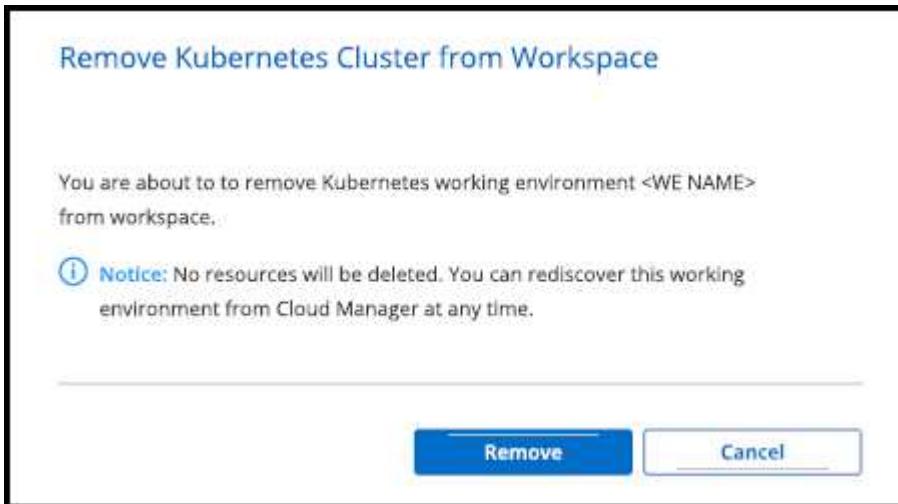 Remove Kubernetes Cluster from Workspace
You are about to to remove Kubernetes working environment <WE NAME>
from workspace.
Notice: No resources will be deleted. You can rediscover this working
environment from Cloud Manager at any time.
Remove
Cancel